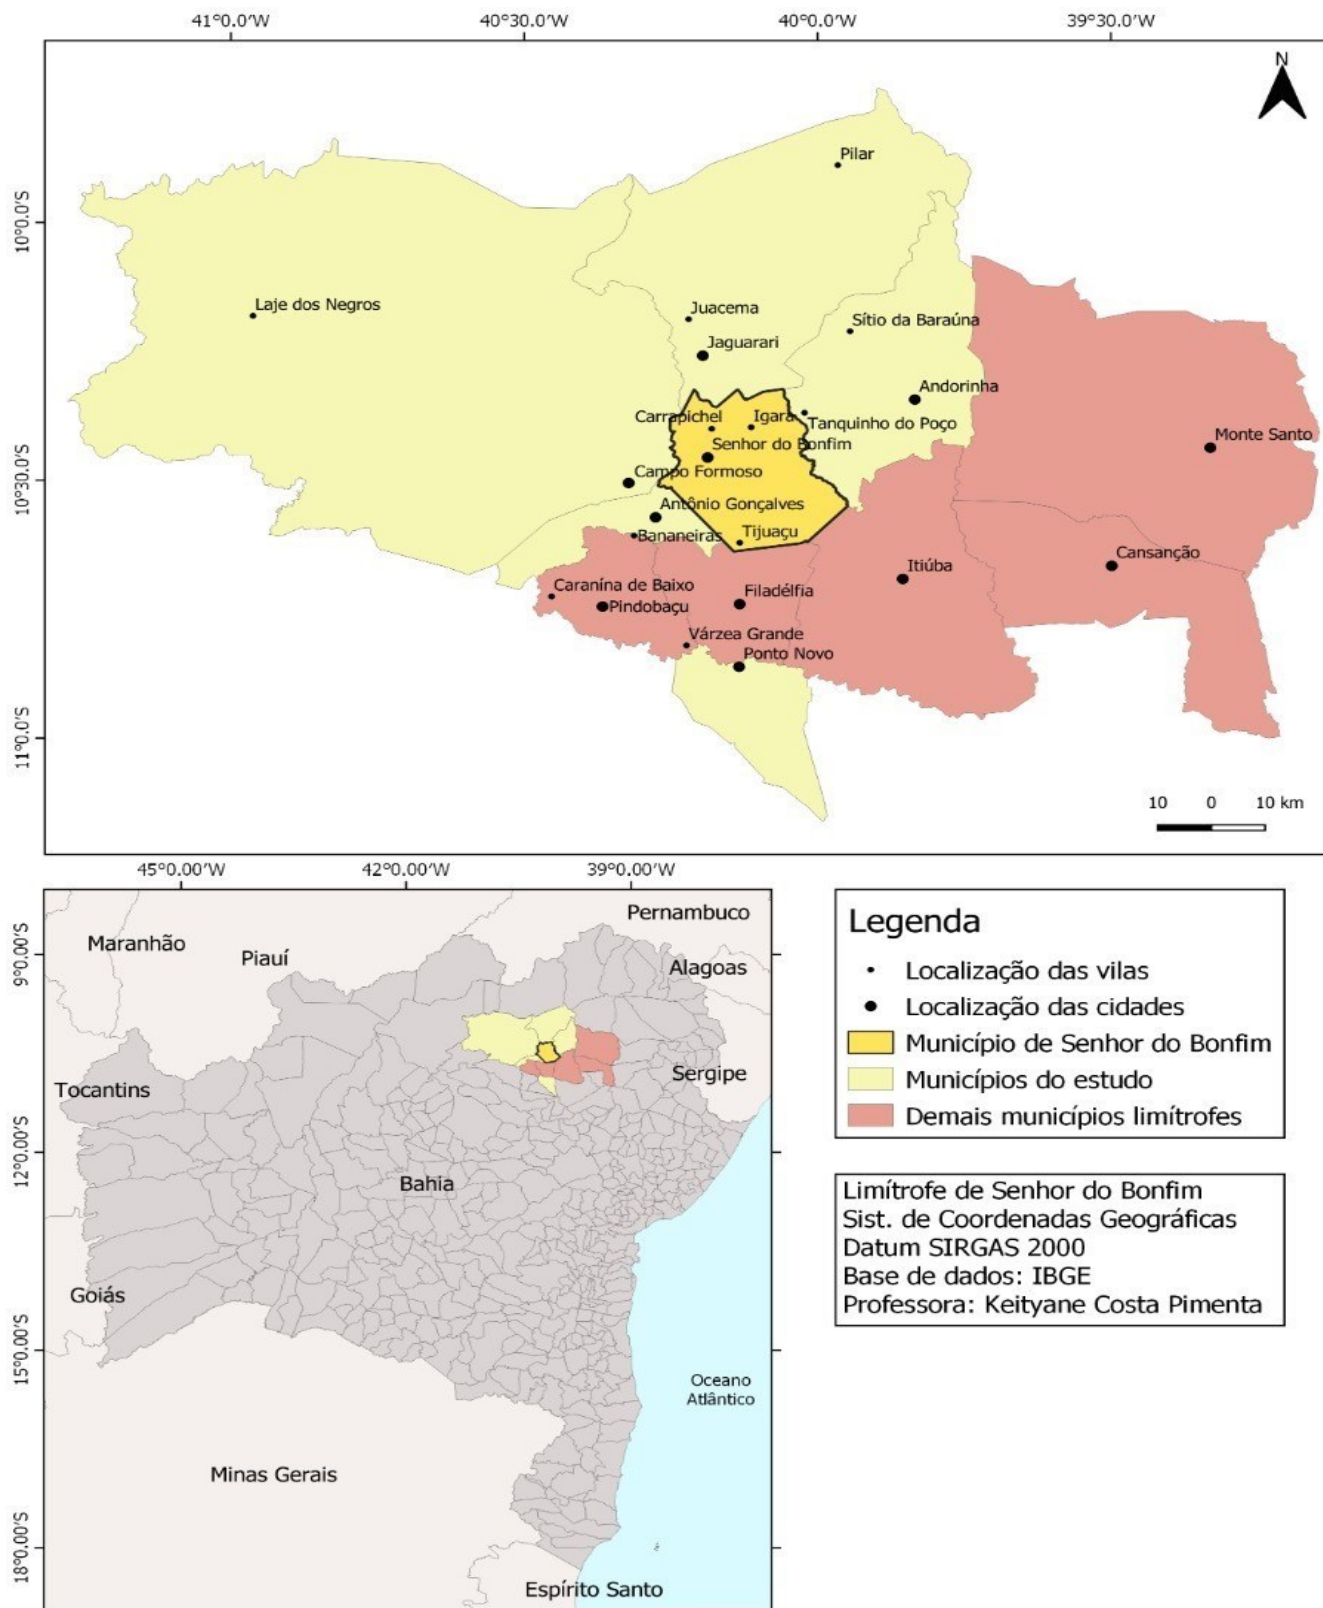 41°0.0'W
40°30.0'W
40°0.0'W
39°30.0'W
N
10°0.0'S
10°30.0'S
11°0.0'S
Pilar
Laje dos Negros
Juacema
Sítio da Baraúna
Jaguarari
Andorinha
Carrapichel
Igara
Tanquinho do Poço
Monte Santo
Senhor do Bonfim
Campo Formoso
Antônio Gonçalves
Bananeiras
Tijuaçu
Cansanção
Itiúba
Caranína de Baixo
Filadélfia
Pindobaçu
Várzea Grande
Ponto Novo
10 0 10 km
45°0.00'W
42°0.00'W
39°0.00'W
9°0.00'S
12°0.00'S
15°0.00'S
18°0.00'S
Pernambuco
Maranhão
Piauí
Alagoas
Sergipe
Tocantins
Bahia
Goiás
Oceano
Atlântico
Minas Gerais
Espírito Santo
Legenda
Localização das vilas
Localização das cidades
Município de Senhor do Bonfim
Municípios do estudo
Demais municípios limítrofes
Limítrofe de Senhor do Bonfim
Sist. de Coordenadas Geográficas
Datum SIRGAS 2000
Base de dados: IBGE
Professora: Keityane Costa Pimenta